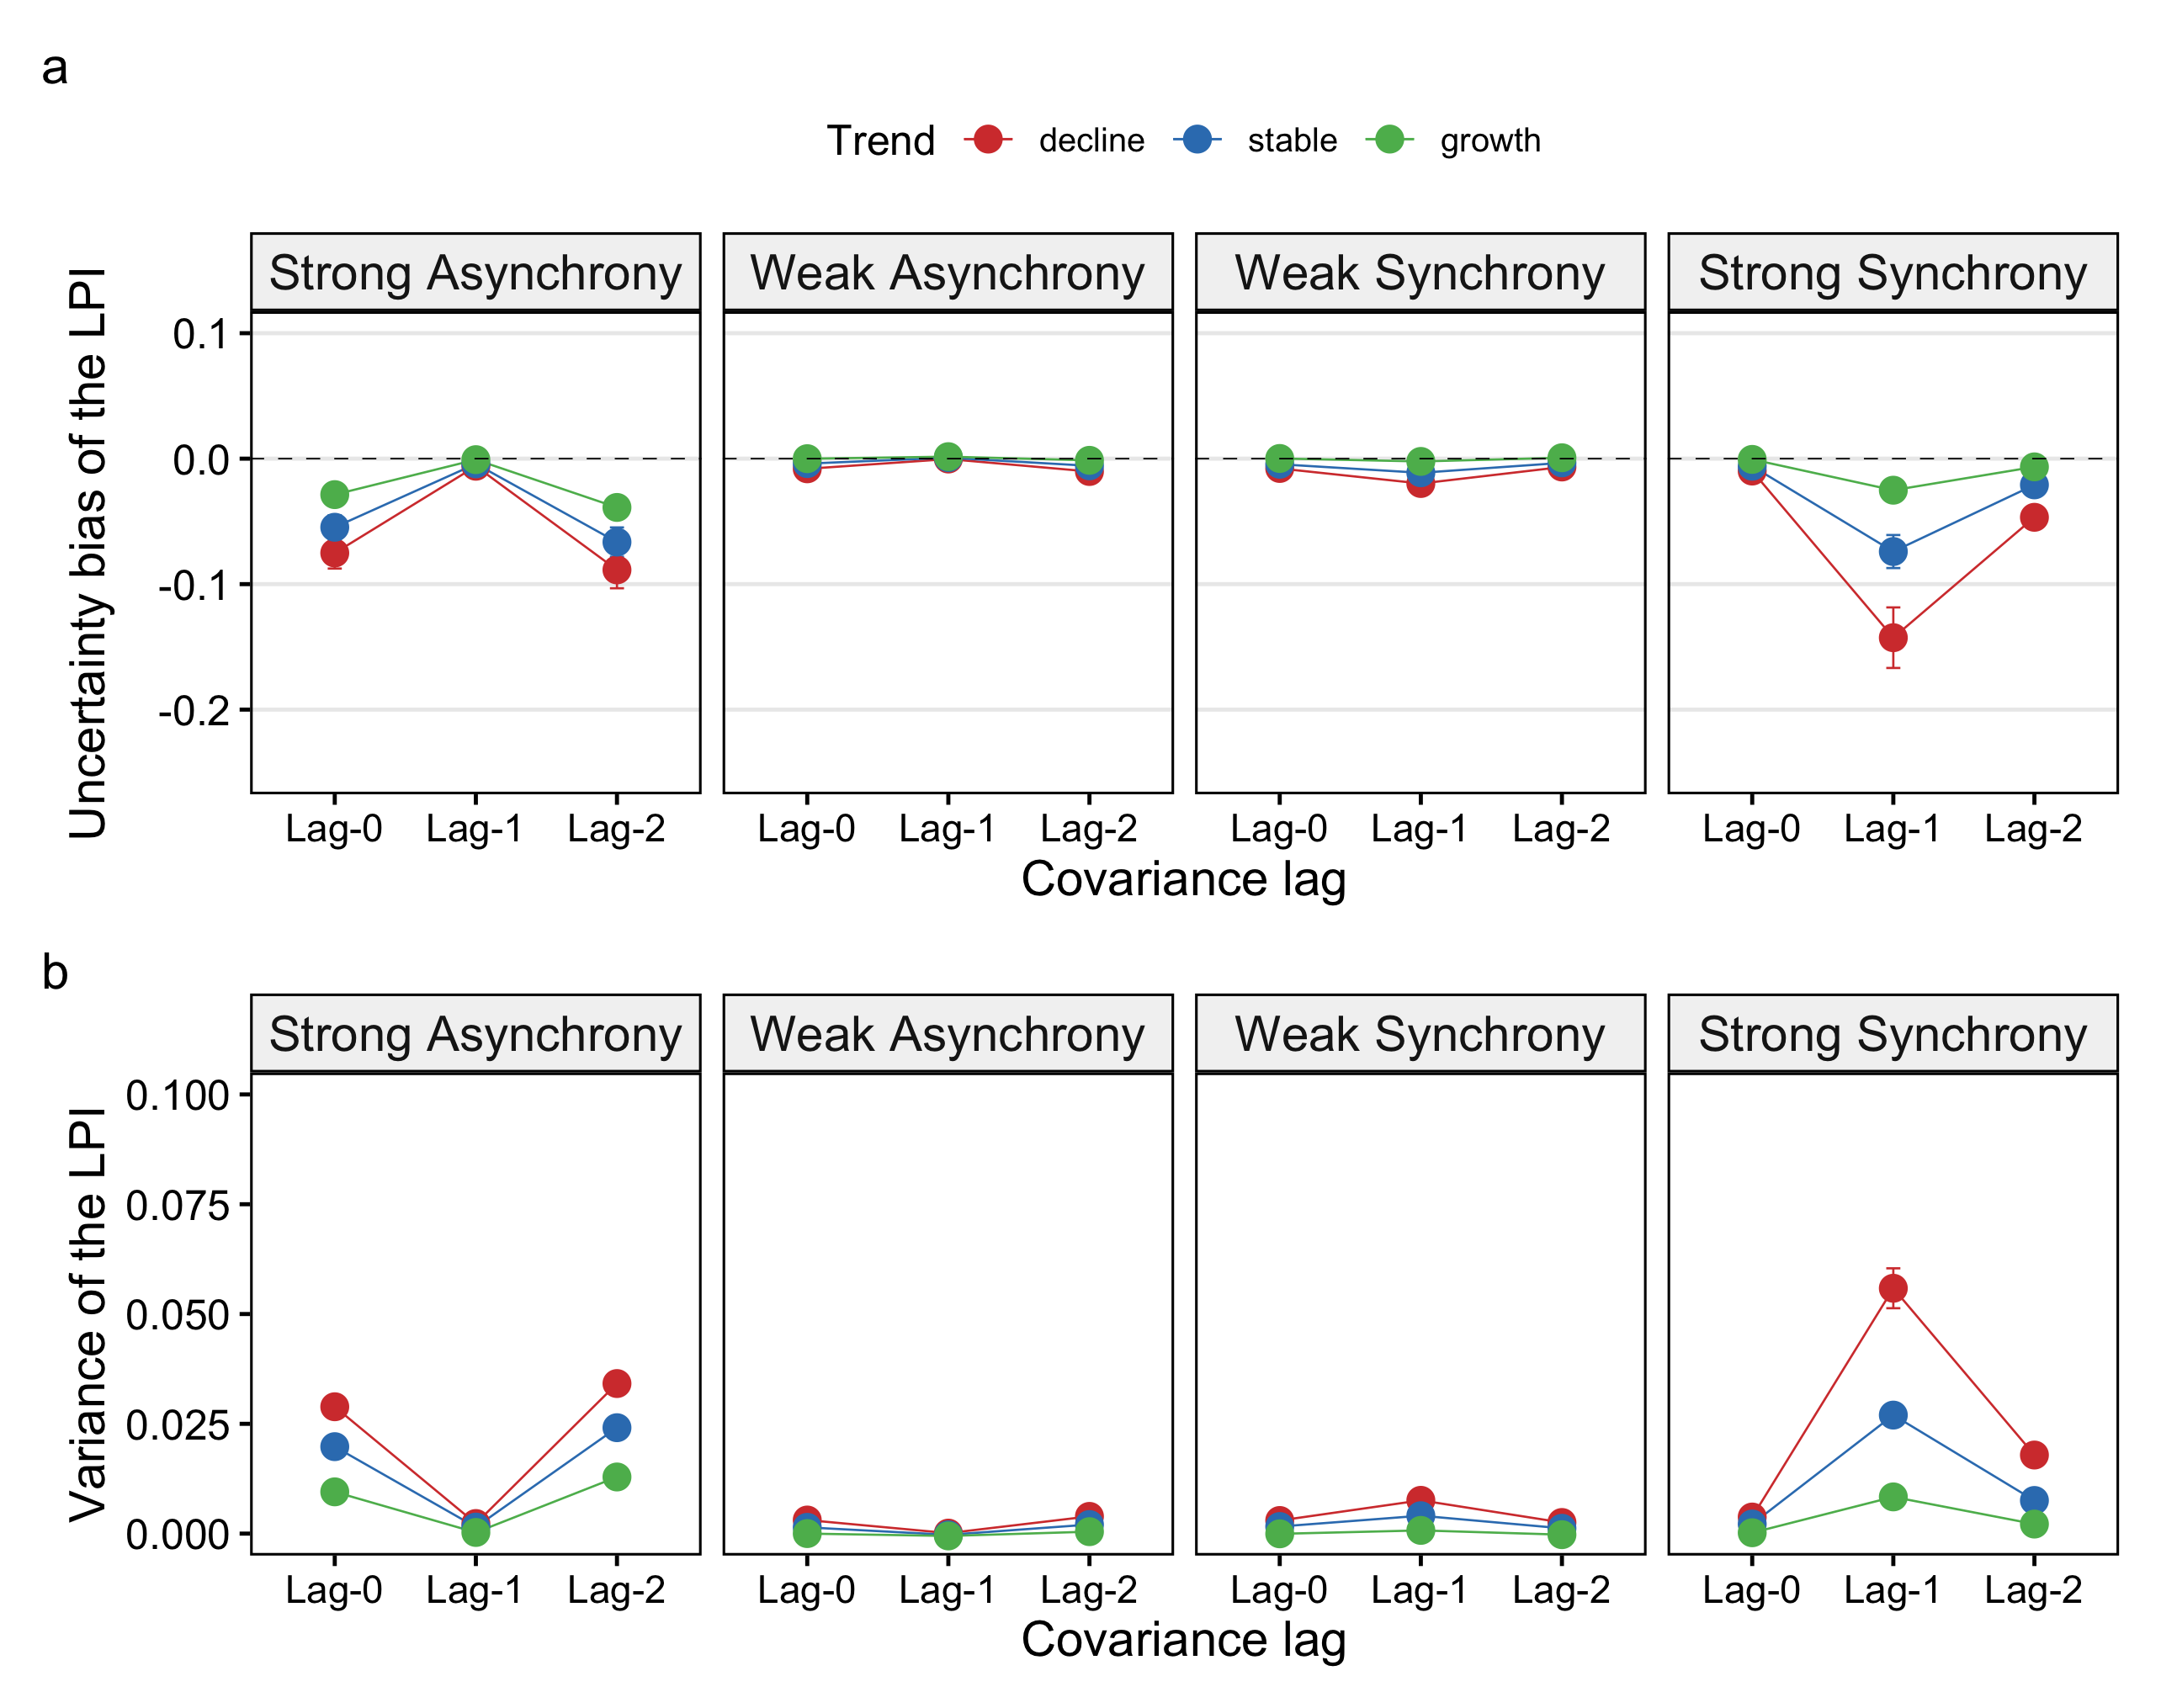 a
Trend decline stable growth
Strong Asynchrony Weak Asynchrony Weak Synchrony Strong Synchrony
Uncertainty bias of the LPI
0.1
0.0
-0.1
-0.2
Lag-0 Lag-1 Lag-2 Lag-0 Lag-1 Lag-2 Lag-0 Lag-1 Lag-2 Lag-0 Lag-1 Lag-2
Covariance lag
b
Strong Asynchrony Weak Asynchrony Weak Synchrony Strong Synchrony
Variance of the LPI
0.100
0.075
0.050
0.025
0.000
Lag-0 Lag-1 Lag-2 Lag-0 Lag-1 Lag-2 Lag-0 Lag-1 Lag-2 Lag-0 Lag-1 Lag-2
Covariance lag